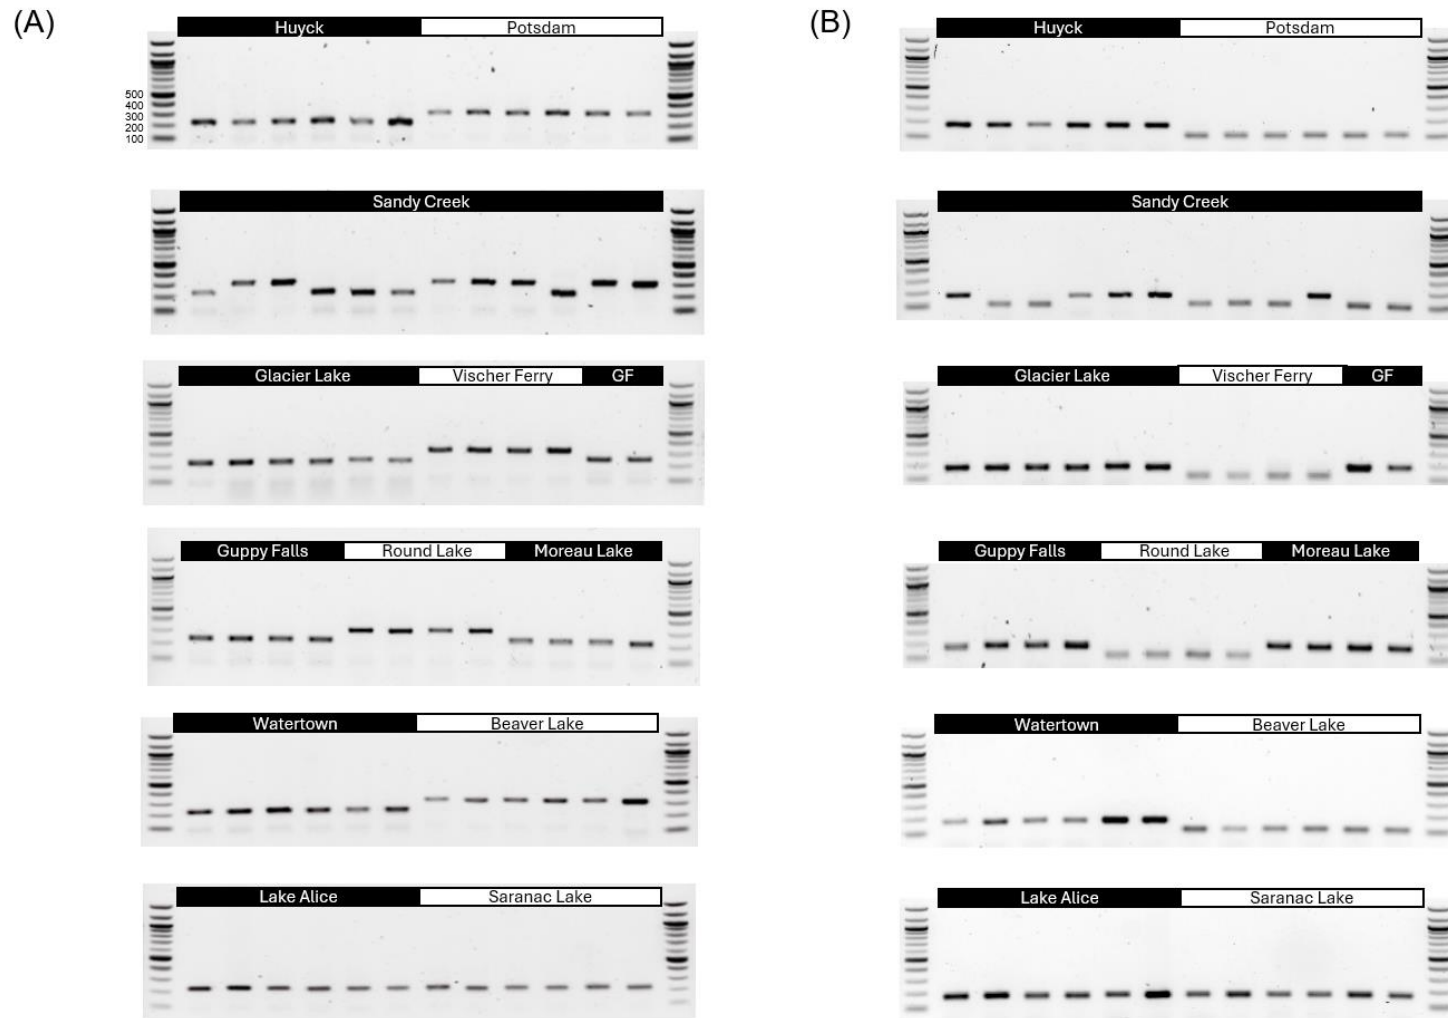 (A)
Huyck Potsdam
500
400
300
200
100
Sandy Creek
Glacier Lake Vischer Ferry GF
Guppy Falls Round Lake Moreau Lake
Watertown Beaver Lake
Lake Alice Saranac Lake
(B)
Huyck Potsdam
Sandy Creek
Glacier Lake Vischer Ferry GF
Guppy Falls Round Lake Moreau Lake
Watertown Beaver Lake
Lake Alice Saranac Lake